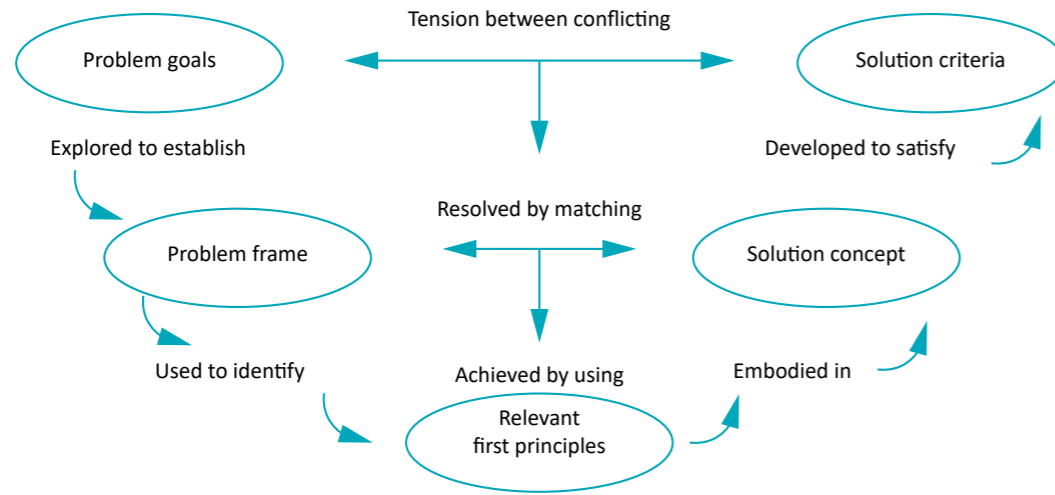 Tension between conflicting
Problem goals
Solution criteria
Explored to establish
Developed to satisfy
Resolved by matching
Problem frame
Solution concept
Used to identify
Achieved by using
Embodied in
Relevant
first principles